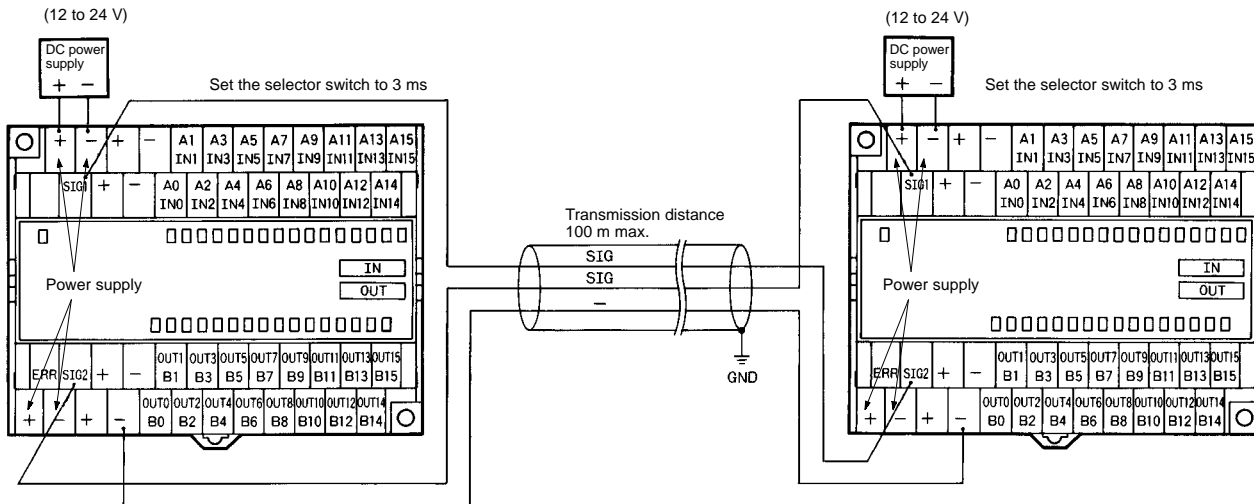 (12 to 24 V)
DC power
supply
+ −
Set the selector switch to 3 ms
+ − + − A1 A3 A5 A7 A9 A11 A13 A15
IN1 IN3 IN5 IN7 IN9 IN11 IN13 IN15
SIG1 + − A0 A2 A4 A6 A8 A10 A12 A14
IN0 IN2 IN4 IN6 IN8 IN10 IN12 IN14
IN
OUT
Power supply
OUT1 OUT3 OUT5 OUT7 OUT9 OUT11 OUT13 OUT15
ERR SIG2 + − B1 B3 B5 B7 B9 B11 B13 B15
OUT0 OUT2 OUT4 OUT6 OUT8 OUT10 OUT12 OUT14
+ − + − B0 B2 B4 B6 B8 B10 B12 B14
Transmission distance
100 m max.
SIG
SIG
−
GND
(12 to 24 V)
DC power
supply
+ −
Set the selector switch to 3 ms
+ − + − A1 A3 A5 A7 A9 A11 A13 A15
IN1 IN3 IN5 IN7 IN9 IN11 IN13 IN15
SIG1 + − A0 A2 A4 A6 A8 A10 A12 A14
IN0 IN2 IN4 IN6 IN8 IN10 IN12 IN14
IN
OUT
Power supply
OUT1 OUT3 OUT5 OUT7 OUT9 OUT11 OUT13 OUT15
ERR SIG2 + − B1 B3 B5 B7 B9 B11 B13 B15
OUT0 OUT2 OUT4 OUT6 OUT8 OUT10 OUT12 OUT14
+ − + − B0 B2 B4 B6 B8 B10 B12 B14